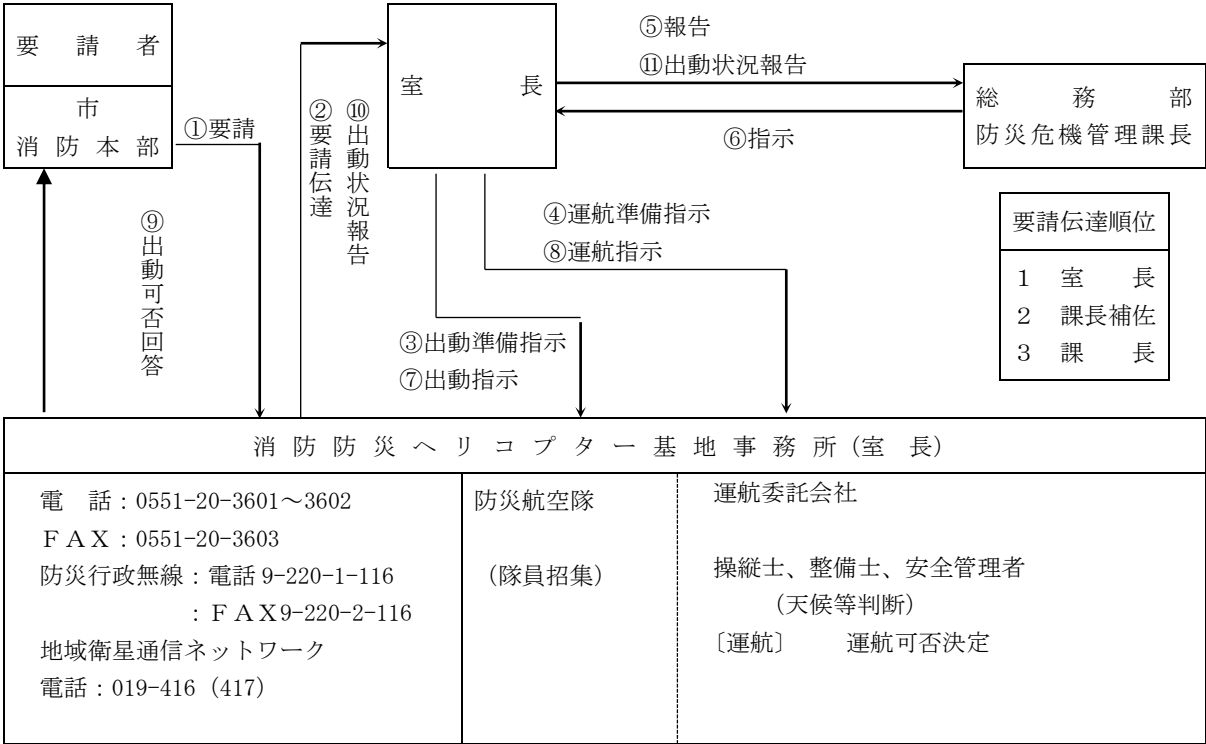 要請者
市
消防本部
①要請
②要請伝達
⑩出動状況報告
室長
⑤報告
⑪出動状況報告
⑥指示
総務部
防災危機管理課長
④運航準備指示
⑧運航指示
③出動準備指示
⑦出動指示
⑨出動可否回答
要請伝達順位
1 室長
2 課長補佐
3 課長
消防防災ヘリコプター基地事務所(室長)
電話：0551-20-3601～3602
ＦＡＸ：0551-20-3603
防災行政無線：電話 9-220-1-116
：ＦＡＸ9-220-2-116
地域衛星通信ネットワーク
電話：019-416（417）
防災航空隊
（隊員招集）
運航委託会社
操縦士、整備士、安全管理者
（天候等判断）
〔運航〕 運航可否決定